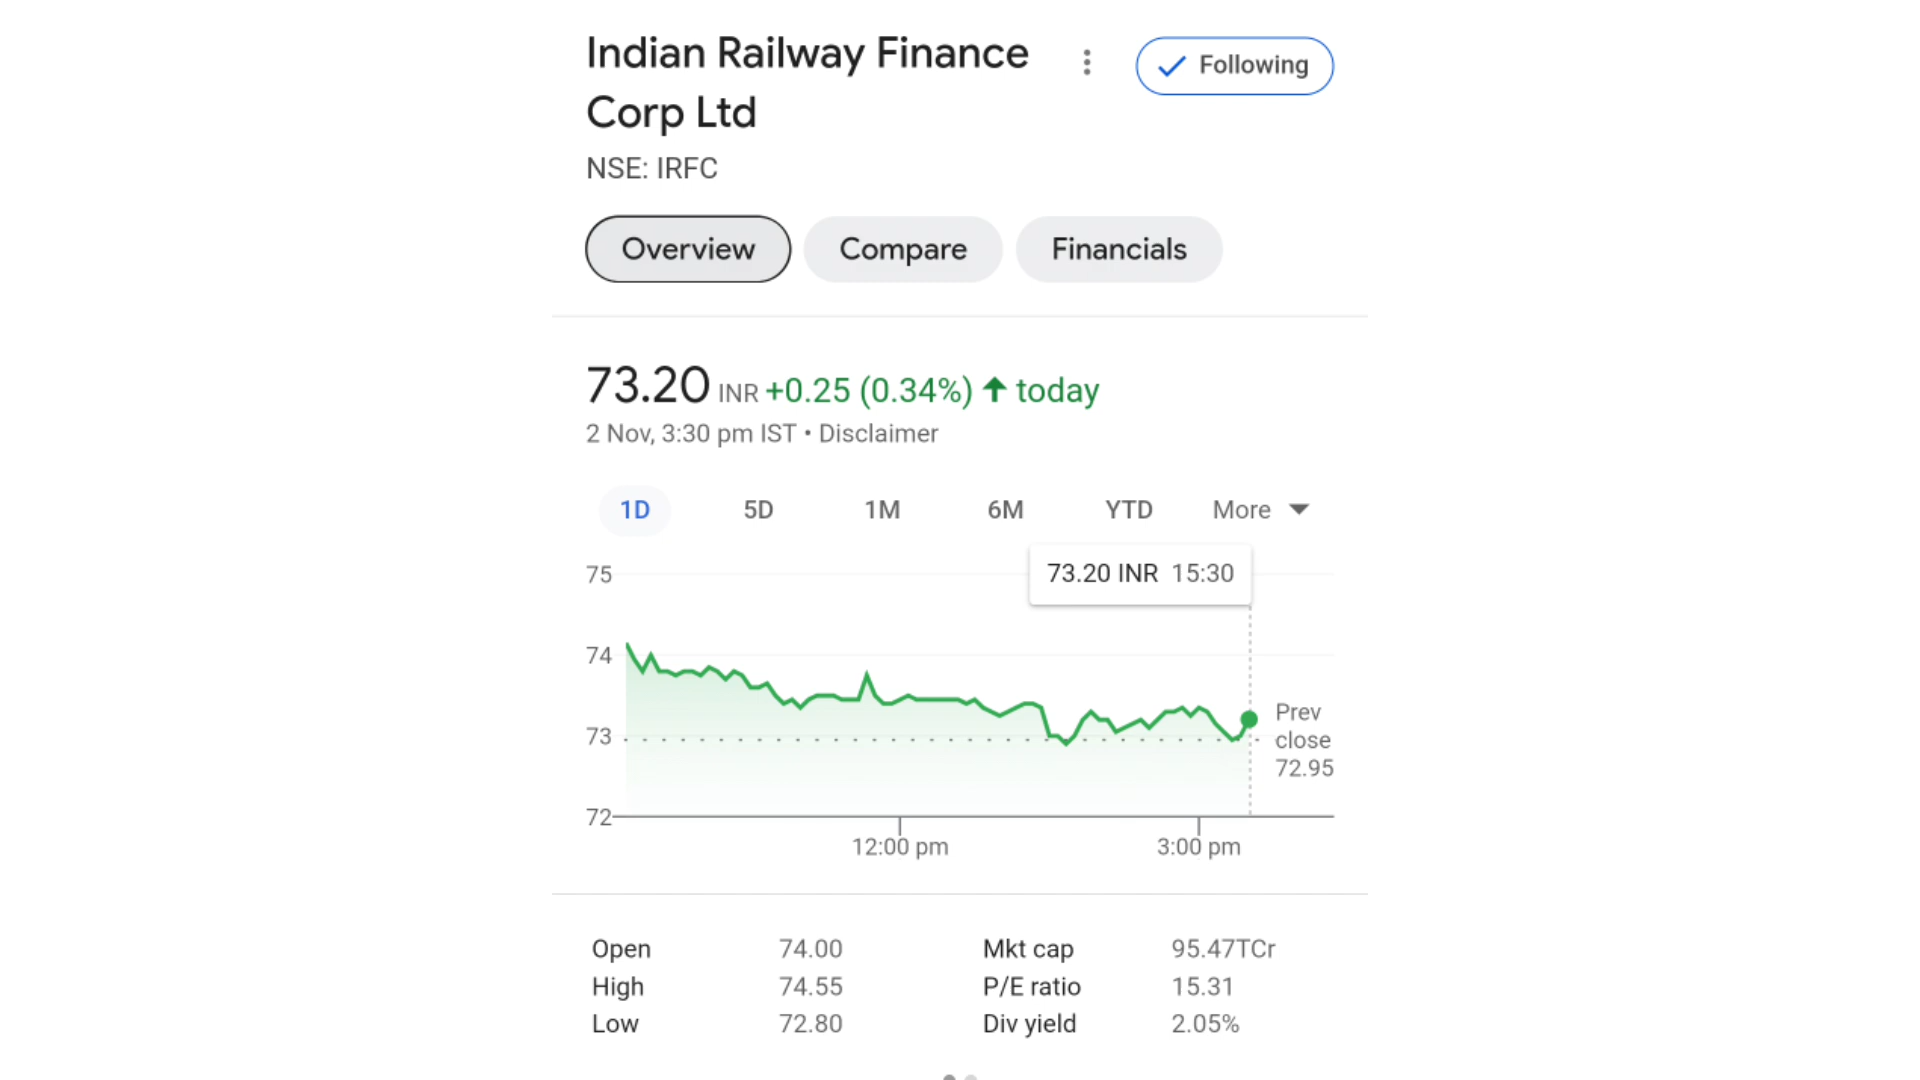 Indian Railway Finance
Corp Ltd
Following
NSE: IRFC
Overview Compare Financials
73.20 INR +0.25 (0.34%) ↑ today
2 Nov, 3:30 pm IST • Disclaimer
1D 5D 1M 6M YTD More
73.20 INR 15:30
75
74
73
72
Prev
close
72.95
12:00 pm 3:00 pm
Open 74.00 Mkt cap 95.47TCr
High 74.55 P/E ratio 15.31
Low 72.80 Div yield 2.05%